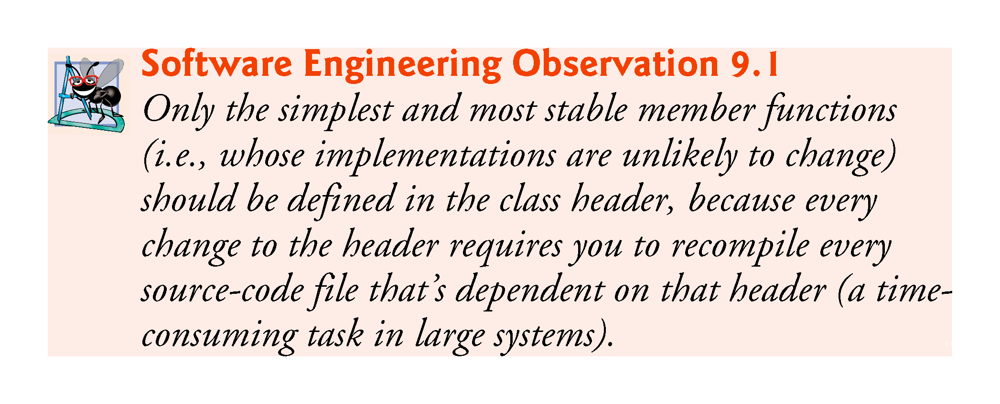 Software Engineering Observation 9.1
Only the simplest and most stable member functions
(i.e., whose implementations are unlikely to change)
should be defined in the class header, because every
change to the header requires you to recompile every
source-code file that’s dependent on that header (a time-
consuming task in large systems).
9.1